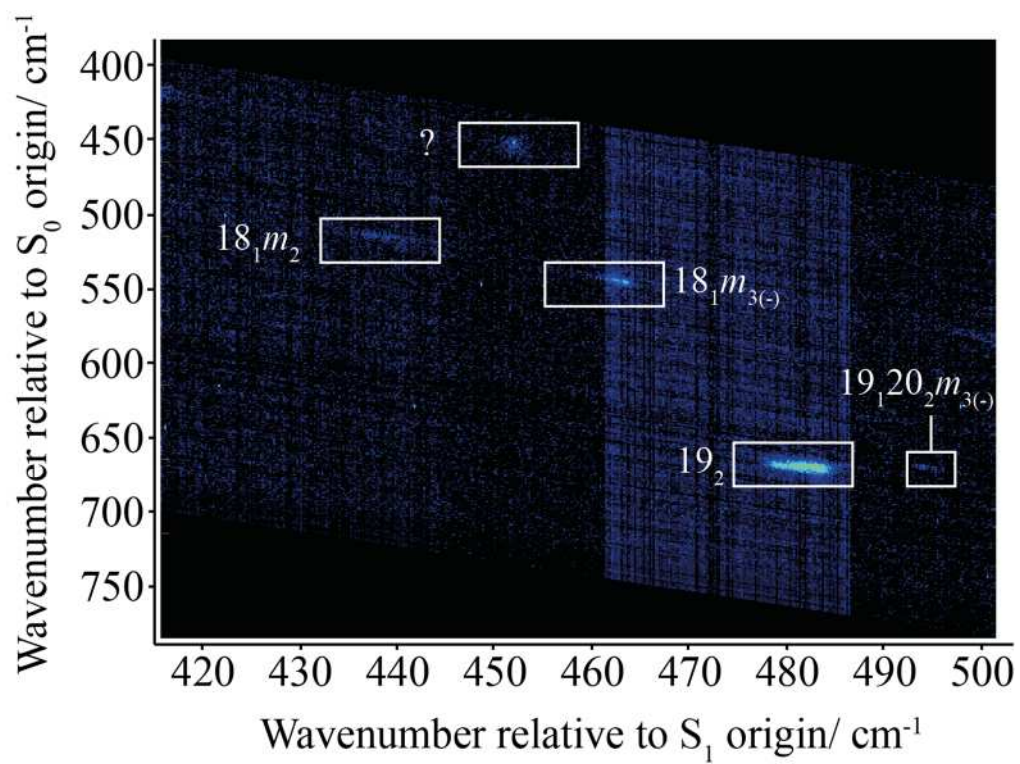 Wavenumber relative to S₀ origin/ cm⁻¹
400
450
500
550
600
650
700
750
?
18₁m₂
18₁m₃₍₋₎
19₁20₂m₃₍₋₎
19₂
420 430 440 450 460 470 480 490 500
Wavenumber relative to S₁ origin/ cm⁻¹